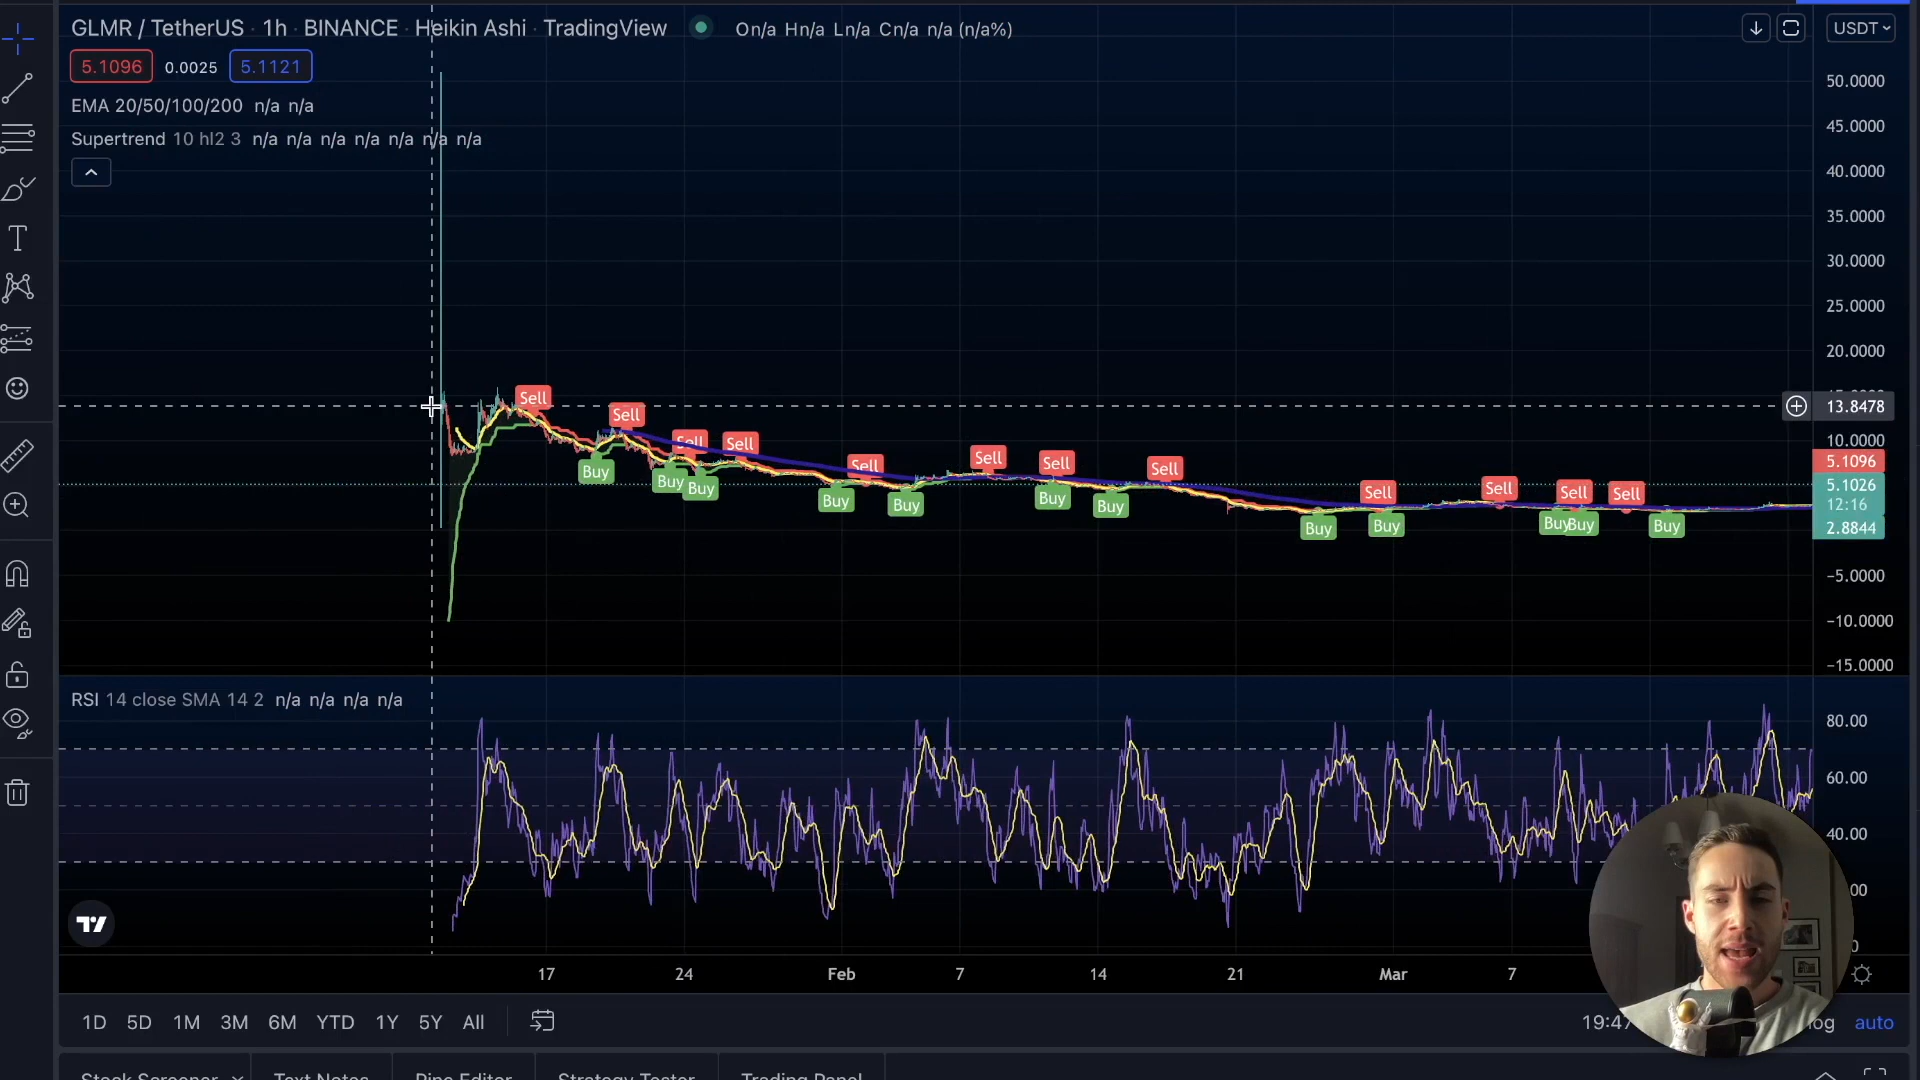 GLMR / TetherUS · 1h · BINANCE · Heikin Ashi · TradingView
On/a Hn/a Ln/a Cn/a n/a (n/a%)
USDT
5.1096 0.0025 5.1121
EMA 20/50/100/200 n/a n/a
Supertrend 10 hl2 3 n/a n/a n/a n/a n/a n/a n/a
50.0000
45.0000
40.0000
35.0000
30.0000
25.0000
20.0000
13.8478
10.0000
5.1096
5.1026
12:16
2.8844
−5.0000
−10.0000
−15.0000
Sell
Sell
Sell
Sell
Sell
Sell
Sell
Sell
Sell
Sell
Sell
Sell
Buy
Buy
Buy
Buy
Buy
Buy
Buy
Buy
Buy
Buy
Buy
Buy
RSI 14 close SMA 14 2 n/a n/a n/a n/a
80.00
60.00
40.00
17 24 Feb 7 14 21 Mar 7
1D 5D 1M 3M 6M YTD 1Y 5Y All
19:47
log auto
Stock Screener Text Notes Pine Editor Strategy Tester Trading Panel